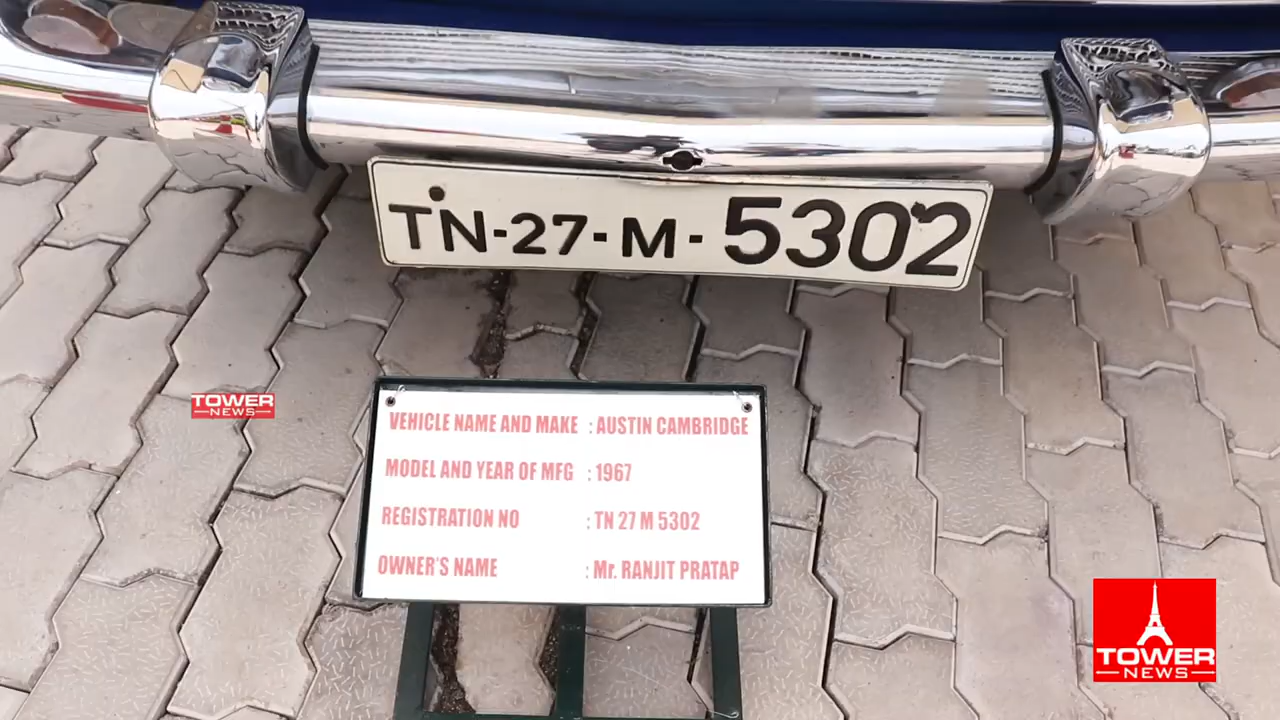 TN-27-M-5302
TOWER
NEWS
VEHICLE NAME AND MAKE : AUSTIN CAMBRIDGE
MODEL AND YEAR OF MFG : 1967
REGISTRATION NO : TN 27 M 5302
OWNER'S NAME : Mr. RANJIT PRATAP
TOWER
NEWS